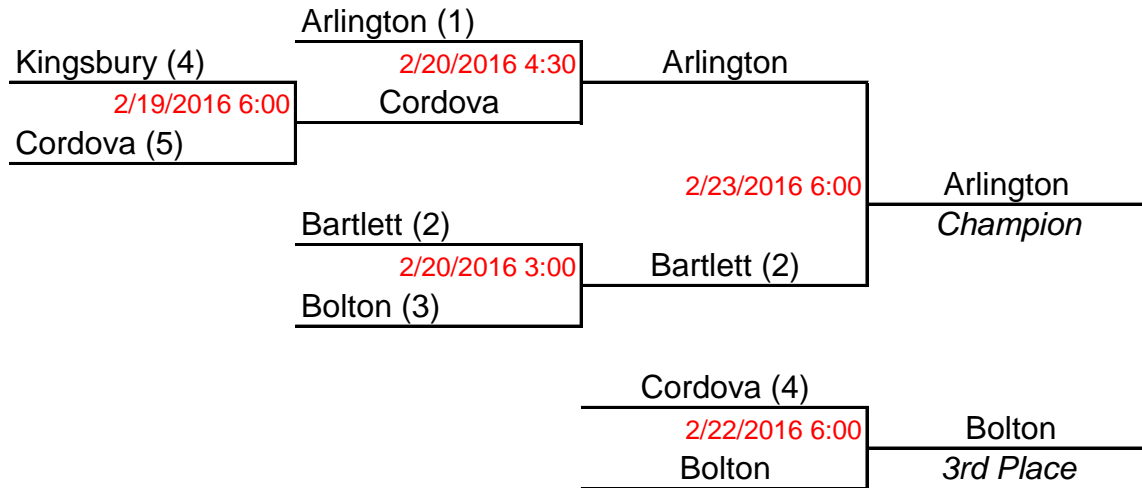 Arlington (1)
Kingsbury (4)
2/20/2016 4:30
Arlington
2/19/2016 6:00
Cordova
Cordova (5)
2/23/2016 6:00
Arlington
Champion
Bartlett (2)
2/20/2016 3:00
Bartlett (2)
Bolton (3)
Cordova (4)
2/22/2016 6:00
Bolton
Bolton
3rd Place